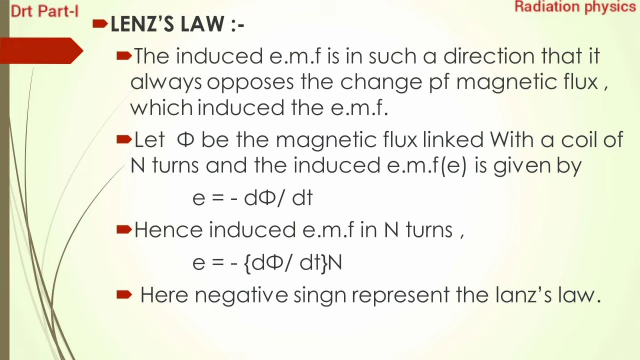 Drt Part-I
Radiation physics
LENZ'S LAW :-
The induced e.m.f is in such a direction that it
always opposes the change pf magnetic flux ,
which induced the e.m.f.
Let Φ be the magnetic flux linked With a coil of
N turns and the induced e.m.f(e) is given by
e = - dΦ/ dt
Hence induced e.m.f in N turns ,
e = - {dΦ/ dt}N
Here negative singn represent the lanz's law.